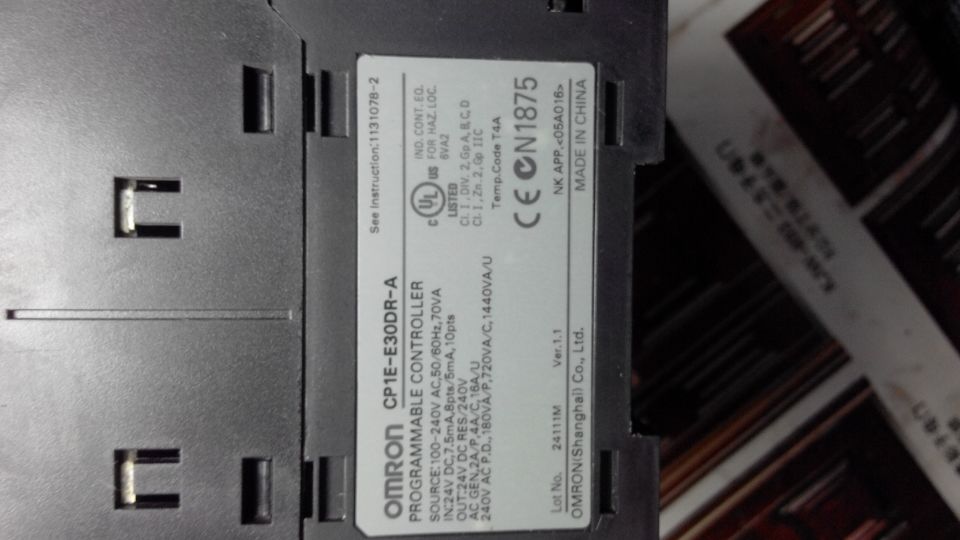 OMRON CP1E-E30DR-A
PROGRAMMABLE CONTROLLER
SOURCE:100-240V AC,50/60Hz,70VA
IN:24V DC,7.5mA,8pts/5mA,10pts
OUT:24V DC RES/240V
AC GEN,2A/P,4A/C,16A/U
240V AC P.D.,180VA/P,720VA/C,1440VA/U
Lot No. 24111M Ver.1.1
OMRON(Shanghai) Co., Ltd.
See Instruction:1131078-2
C UL US
LISTED
IND. CONT. EQ.
FOR HAZ. LOC.
6VA2
Cl. I, DIV. 2, Gp A, B, C, D
Cl. I, Zn. 2, Gp IIC
Temp.Code T4A
CE N1875
NK APP.<05A016>
MADE IN CHINA